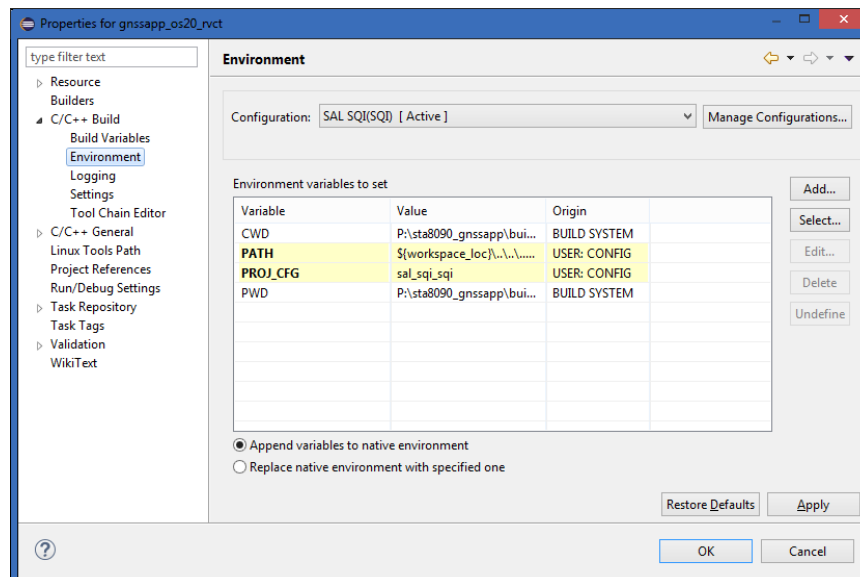 Properties for gnssapp_os20_rvct
type filter text
Resource
Builders
C/C++ Build
Build Variables
Environment
Logging
Settings
Tool Chain Editor
C/C++ General
Linux Tools Path
Project References
Run/Debug Settings
Task Repository
Task Tags
Validation
WikiText
Environment
Configuration: SAL SQI(SQI) [ Active ] Manage Configurations...
Environment variables to set
Variable Value Origin
CWD P:\sta8090_gnssapp\bui... BUILD SYSTEM
PATH ${workspace_loc}\..\..\..... USER: CONFIG
PROJ_CFG sal_sqi_sqi USER: CONFIG
PWD P:\sta8090_gnssapp\bui... BUILD SYSTEM
Add...
Select...
Edit...
Delete
Undefine
Append variables to native environment
Replace native environment with specified one
Restore Defaults Apply
OK Cancel